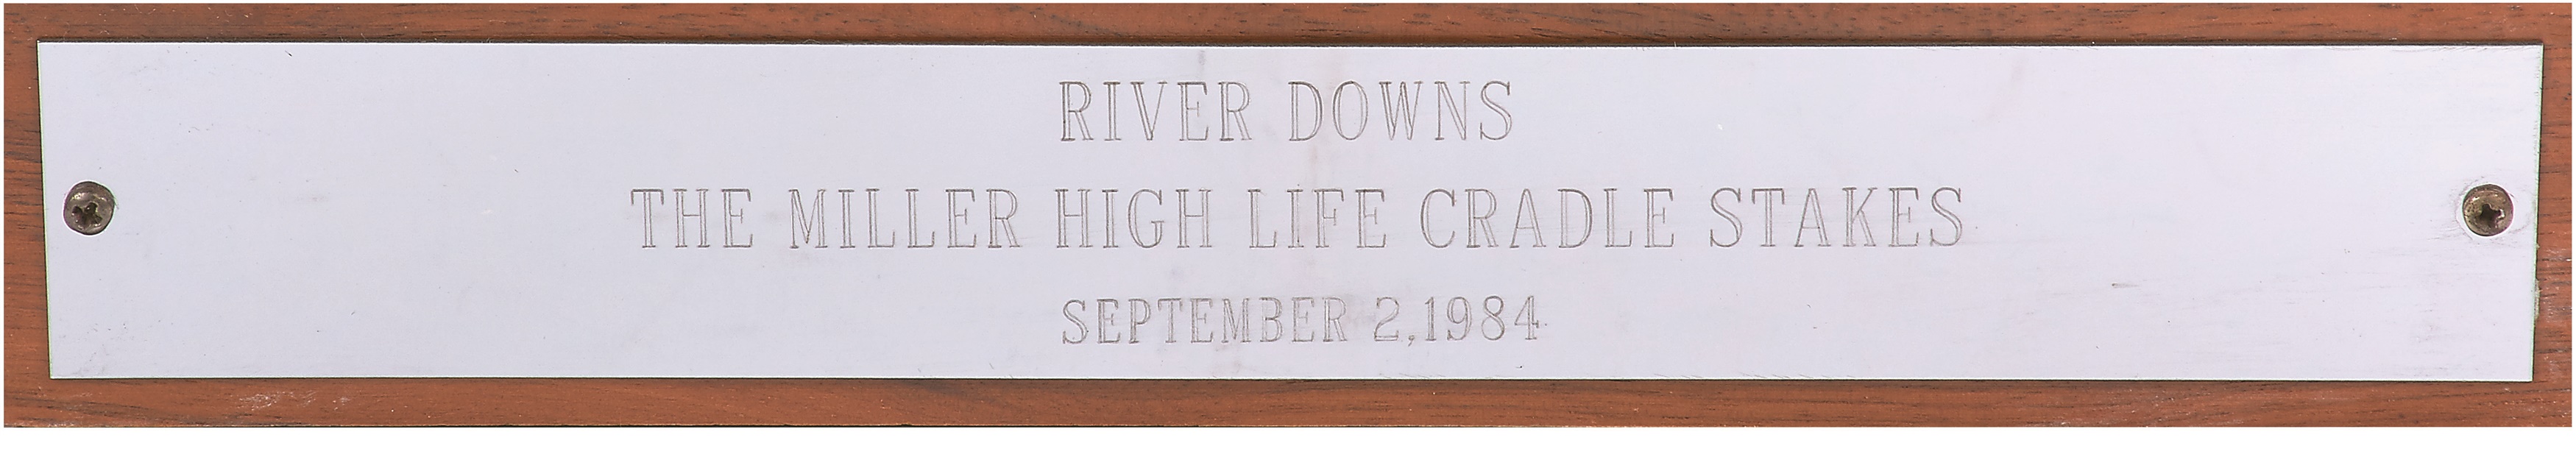 RIVER DOWNS
THE MILLER HIGH LIFE CRADLE STAKES
SEPTEMBER 2,1984